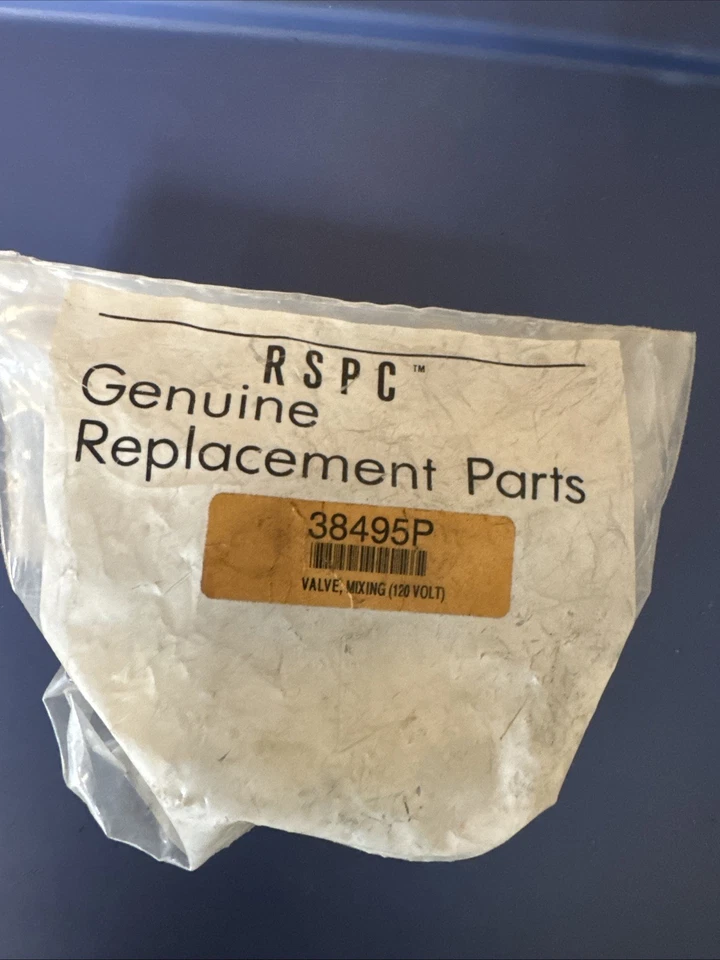 RSPC™
Genuine
Replacement Parts
38495P
VALVE, MIXING (120 VOLT)